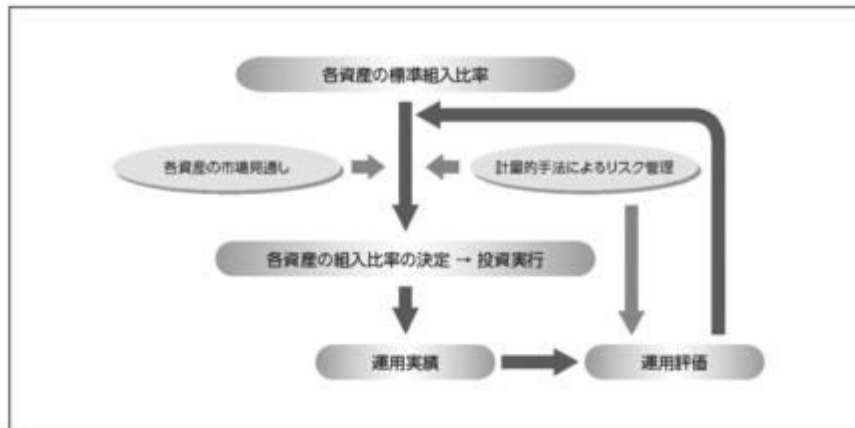 各資産の標準組入比率
各資産の市場見通し
計量的手法によるリスク管理
各資産の組入比率の決定 → 投資実行
運用実績
運用評価